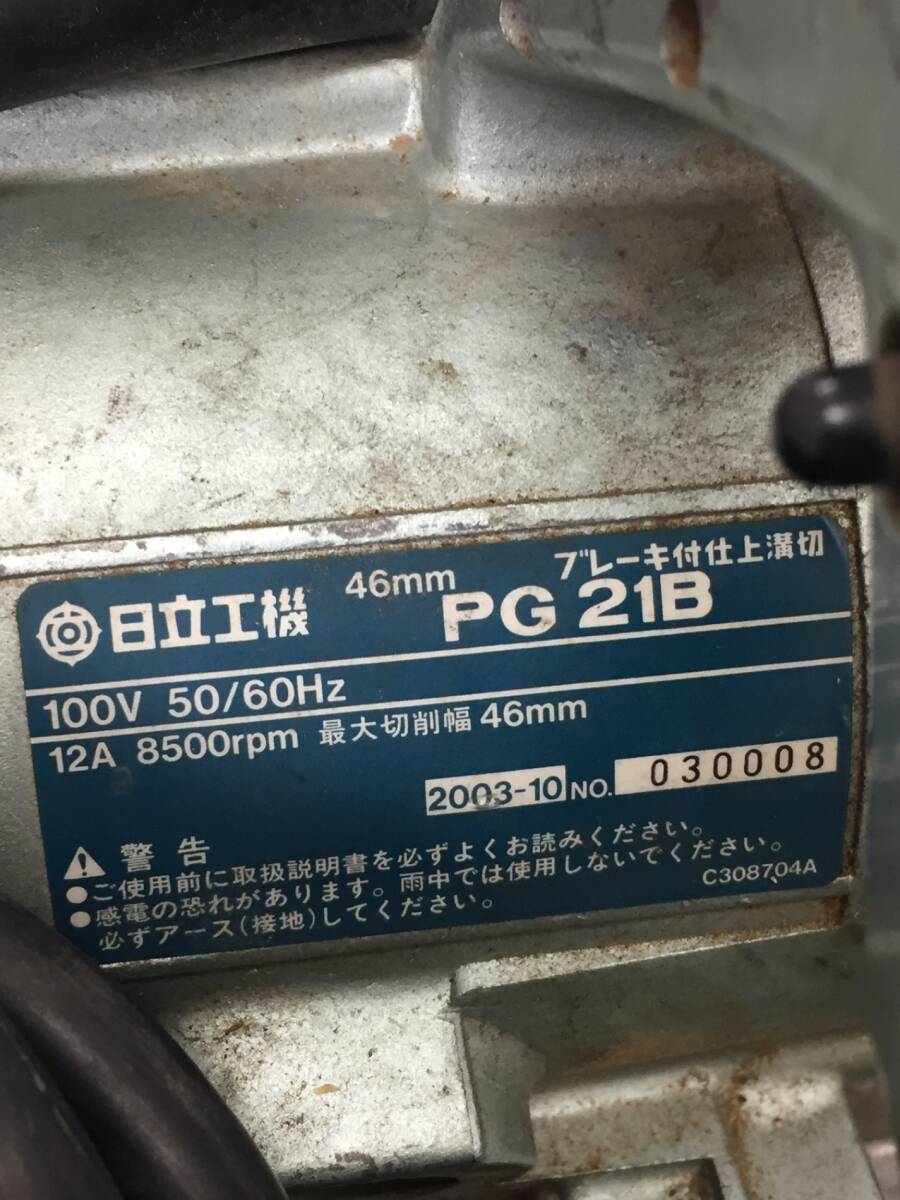 ブレーキ付仕上溝切
日立工機 46mm PG 21B
100V 50/60Hz
12A 8500rpm 最大切削幅 46mm
2003-10 NO. 030008
警告
●ご使用前に取扱説明書を必ずよくお読みください。
●感電の恐れがあります。雨中では使用しないでください。
必ずアース(接地)してください。
C308704A